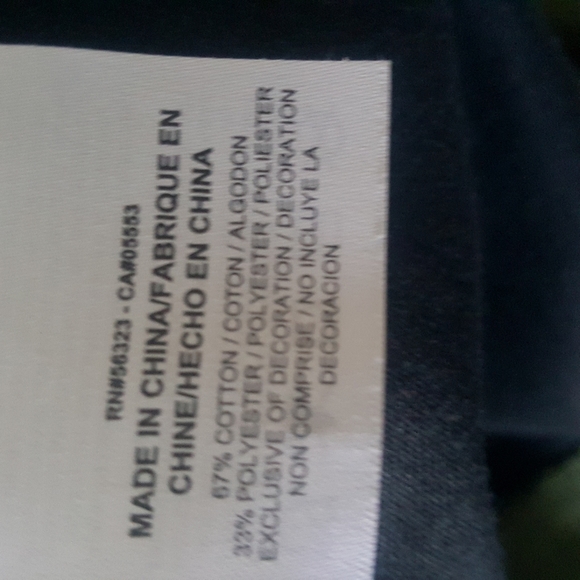 RN#56323 - CA#05553
MADE IN CHINA/FABRIQUE EN
CHINE/HECHO EN CHINA
67% COTTON / COTON / ALGODON
33% POLYESTER / POLYESTER / POLIESTER
EXCLUSIVE OF DECORATION / DECORATION
NON COMPRISE / NO INCLUYE LA
DECORACION